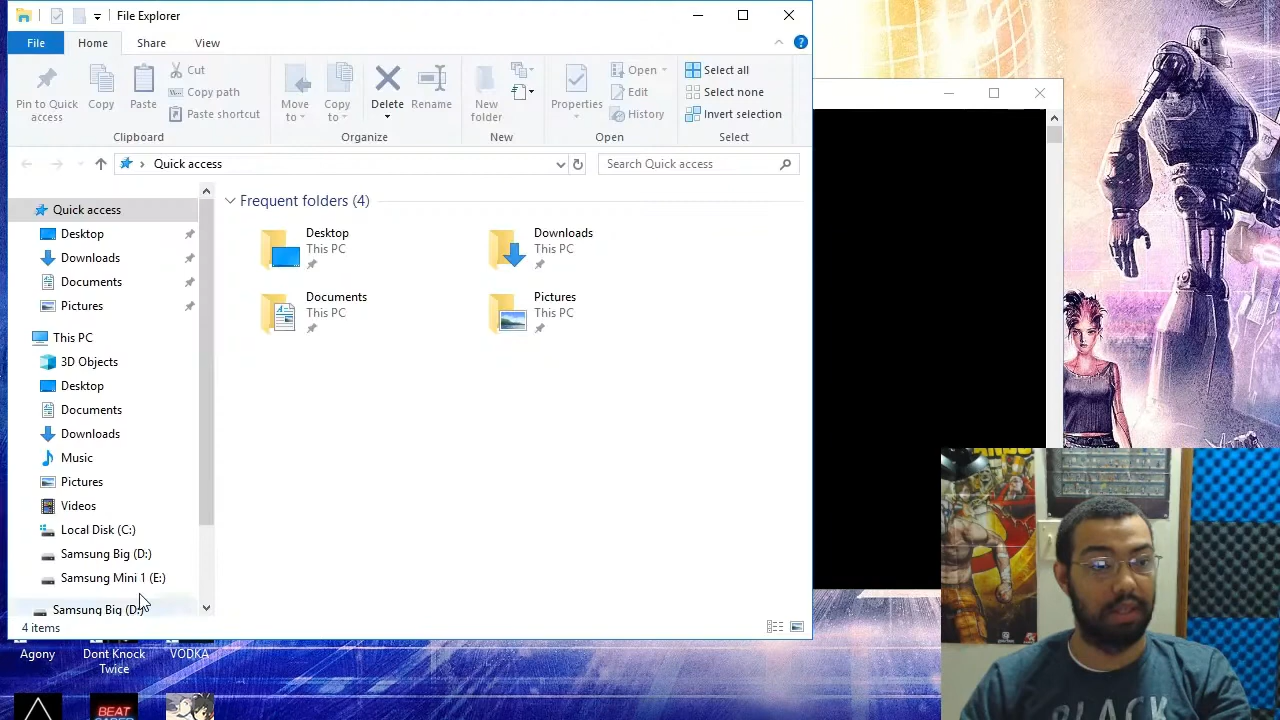 File Explorer
File
Home
Share
View
Pin to Quick access
Copy
Paste
Cut
Copy path
Paste shortcut
Clipboard
Move to
Copy to
Delete
Rename
Organize
New folder
New
Properties
Open
Edit
History
Open
Select all
Select none
Invert selection
Select
Quick access
Search Quick access
Quick access
Desktop
Downloads
Documents
Pictures
This PC
3D Objects
Desktop
Documents
Downloads
Music
Pictures
Videos
Local Disk (C:)
Samsung Big (D:)
Samsung Mini 1 (E:)
Samsung Big (D:)
Frequent folders (4)
Desktop
This PC
Downloads
This PC
Documents
This PC
Pictures
This PC
4 items
Agony
Dont Knock Twice
VODKA
BEAT
BLACK